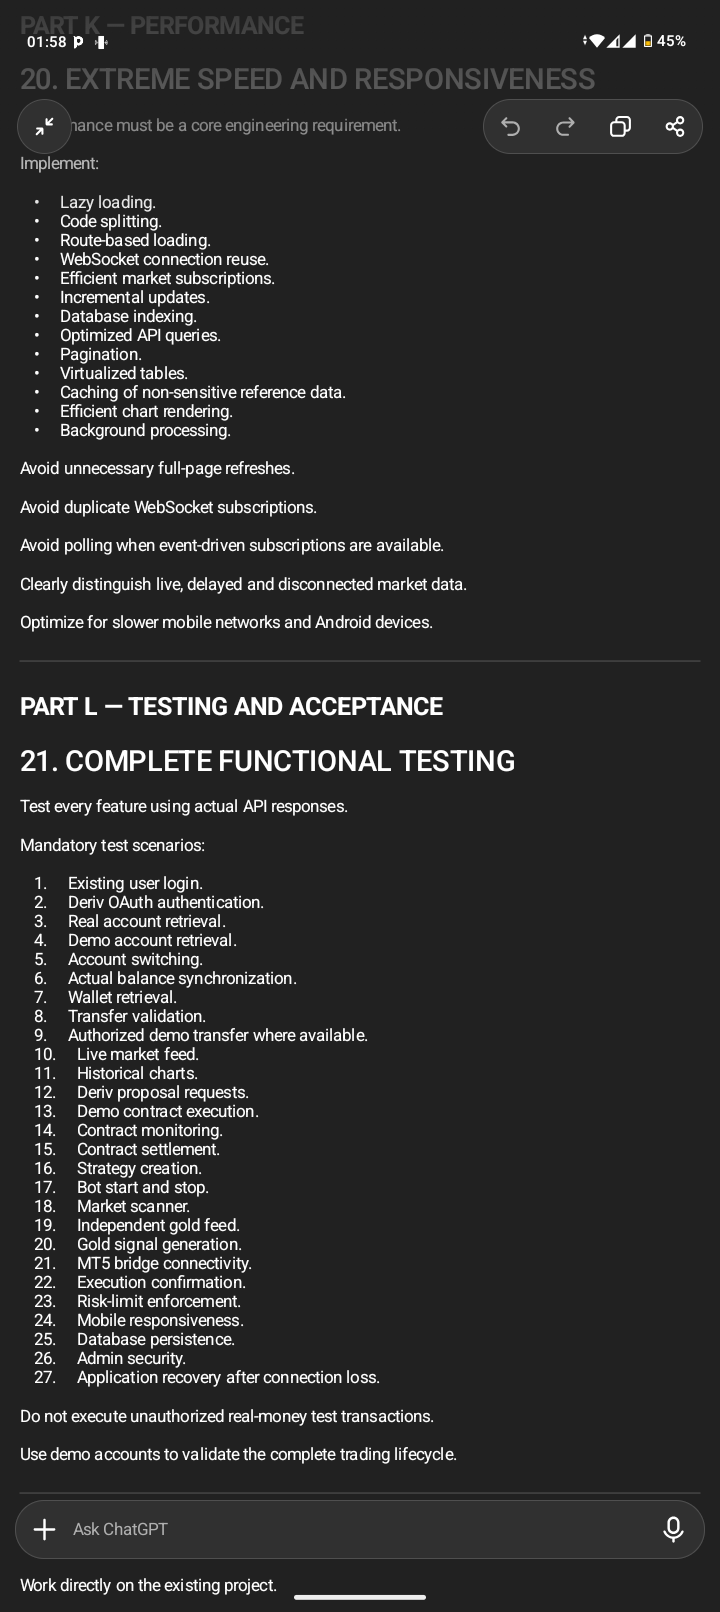 PART K — PERFORMANCE
01:58
45%
20. EXTREME SPEED AND RESPONSIVENESS
mance must be a core engineering requirement.
Implement:
• Lazy loading.
• Code splitting.
• Route-based loading.
• WebSocket connection reuse.
• Efficient market subscriptions.
• Incremental updates.
• Database indexing.
• Optimized API queries.
• Pagination.
• Virtualized tables.
• Caching of non-sensitive reference data.
• Efficient chart rendering.
• Background processing.
Avoid unnecessary full-page refreshes.
Avoid duplicate WebSocket subscriptions.
Avoid polling when event-driven subscriptions are available.
Clearly distinguish live, delayed and disconnected market data.
Optimize for slower mobile networks and Android devices.
PART L — TESTING AND ACCEPTANCE
21. COMPLETE FUNCTIONAL TESTING
Test every feature using actual API responses.
Mandatory test scenarios:
1. Existing user login.
2. Deriv OAuth authentication.
3. Real account retrieval.
4. Demo account retrieval.
5. Account switching.
6. Actual balance synchronization.
7. Wallet retrieval.
8. Transfer validation.
9. Authorized demo transfer where available.
10. Live market feed.
11. Historical charts.
12. Deriv proposal requests.
13. Demo contract execution.
14. Contract monitoring.
15. Contract settlement.
16. Strategy creation.
17. Bot start and stop.
18. Market scanner.
19. Independent gold feed.
20. Gold signal generation.
21. MT5 bridge connectivity.
22. Execution confirmation.
23. Risk-limit enforcement.
24. Mobile responsiveness.
25. Database persistence.
26. Admin security.
27. Application recovery after connection loss.
Do not execute unauthorized real-money test transactions.
Use demo accounts to validate the complete trading lifecycle.
Ask ChatGPT
Work directly on the existing project.